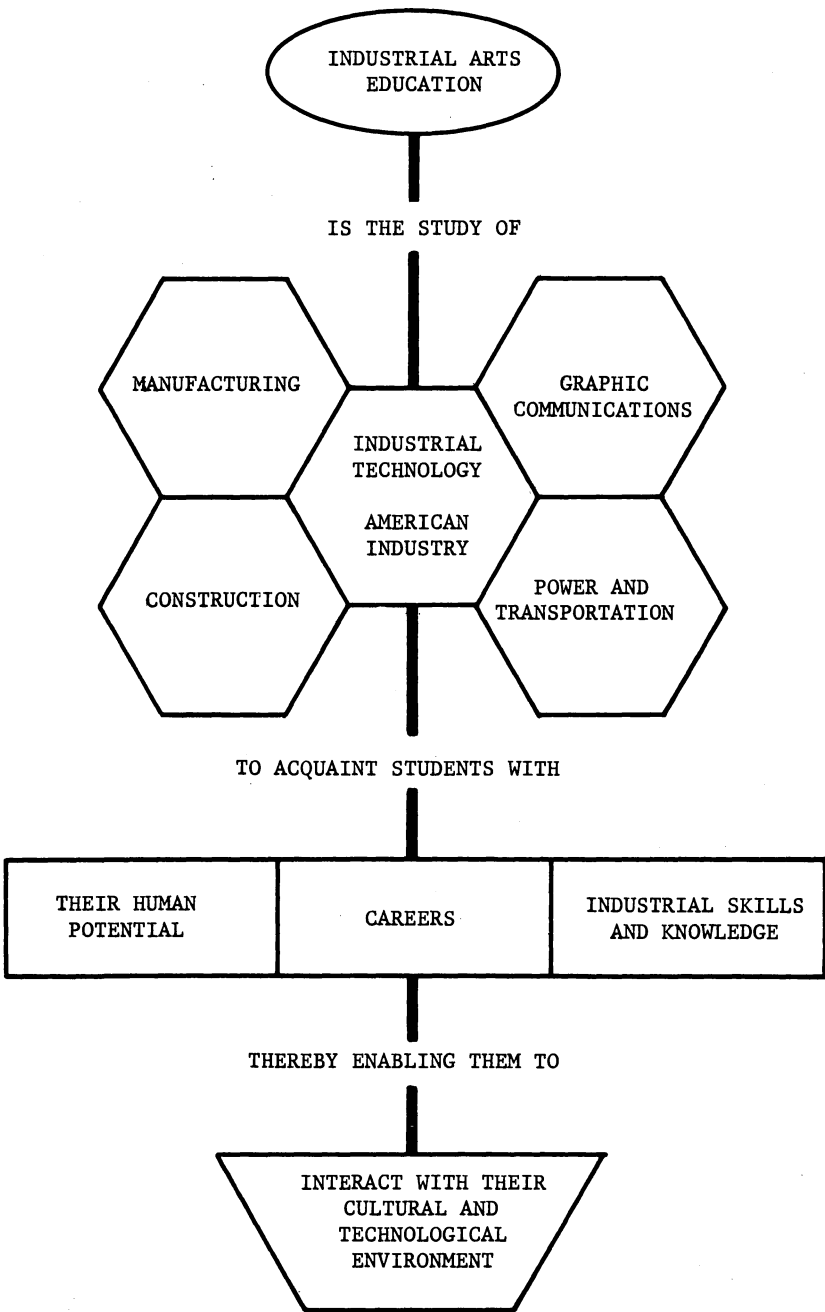 INDUSTRIAL ARTS
EDUCATION
IS THE STUDY OF
MANUFACTURING
GRAPHIC
COMMUNICATIONS
INDUSTRIAL
TECHNOLOGY
AMERICAN
INDUSTRY
CONSTRUCTION
POWER AND
TRANSPORTATION
TO ACQUAINT STUDENTS WITH
THEIR HUMAN
POTENTIAL
CAREERS
INDUSTRIAL SKILLS
AND KNOWLEDGE
THEREBY ENABLING THEM TO
INTERACT WITH THEIR
CULTURAL AND
TECHNOLOGICAL
ENVIRONMENT